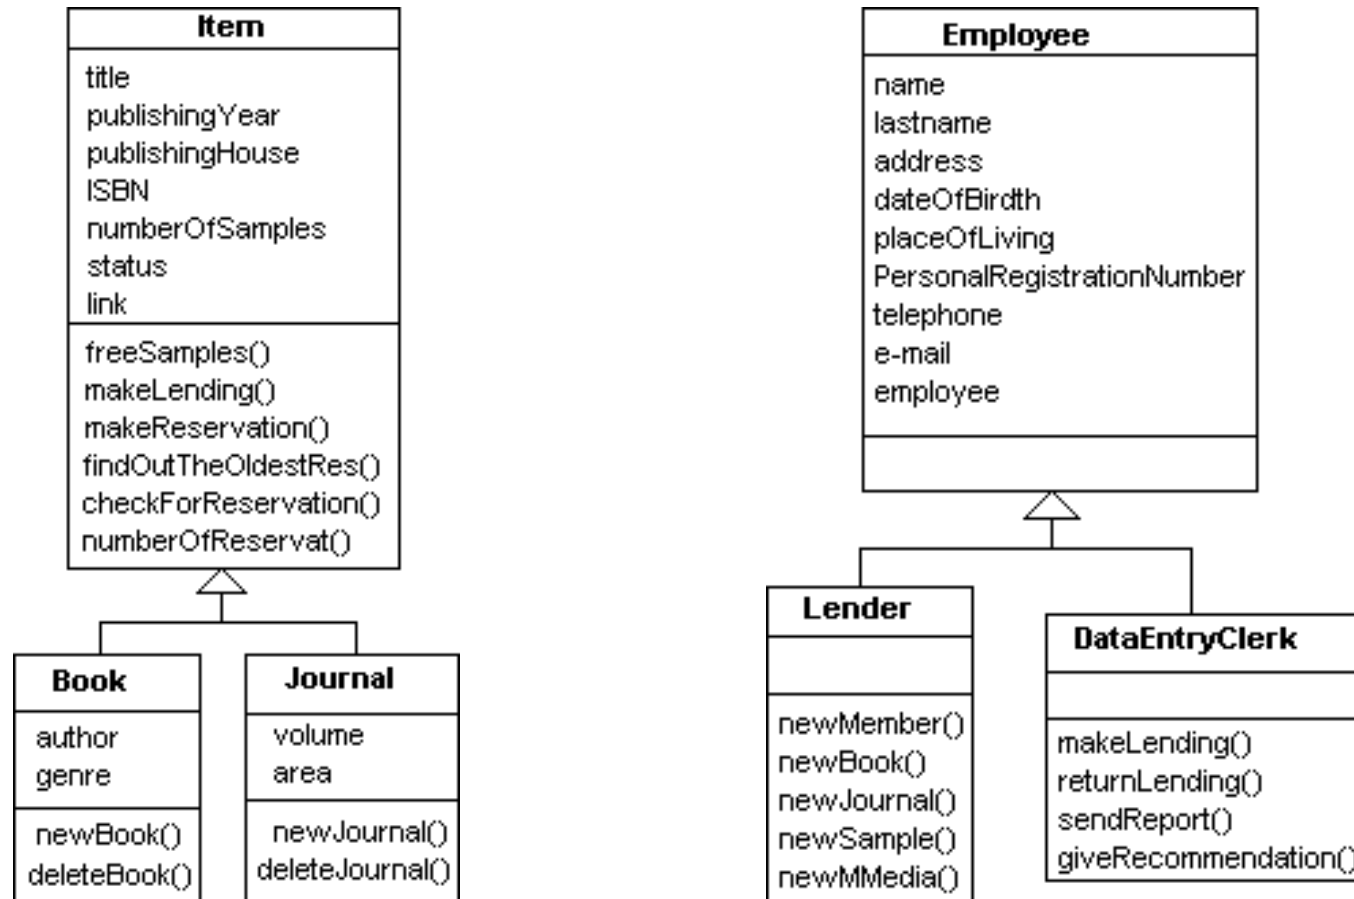 Item
title
publishingYear
publishingHouse
ISBN
numberOfSamples
status
link
freeSamples()
makeLending()
makeReservation()
findOutTheOldestRes()
checkForReservation()
numberOfReservat()
Book
author
genre
newBook()
deleteBook()
Journal
volume
area
newJournal()
deleteJournal()
Employee
name
lastname
address
dateOfBirdth
placeOfLiving
PersonalRegistrationNumber
telephone
e-mail
employee
Lender
newMember()
newBook()
newJournal()
newSample()
newMMedia()
DataEntryClerk
makeLending()
returnLending()
sendReport()
giveRecommendation()